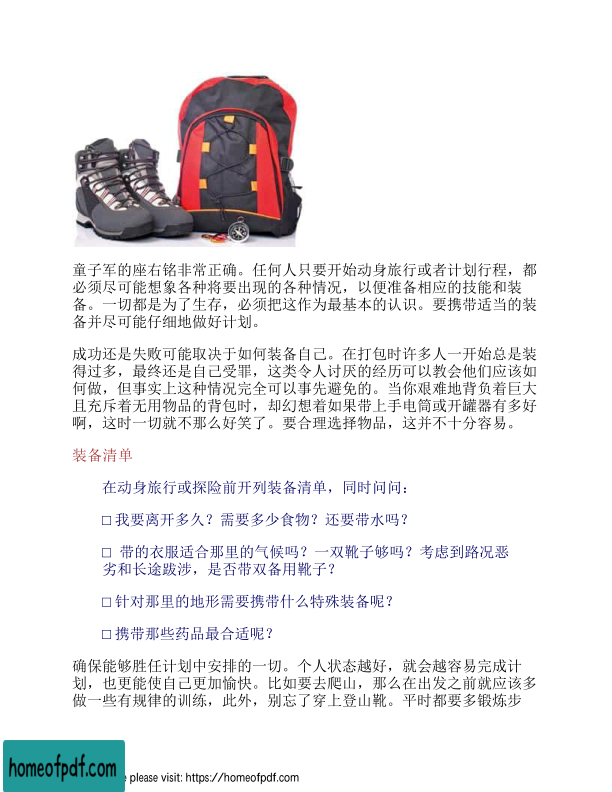 童子军的座右铭非常正确。任何人只要开始动身旅行或者计划行程，都
必须尽可能想象各种将要出现的各种情况，以便准备相应的技能和装
备。一切都是为了生存，必须把这作为最基本的认识。要携带适当的装
备并尽可能仔细地做好计划。
成功还是失败可能取决于如何装备自己。在打包时许多人一开始总是装
得过多，最终还是自己受罪，这类令人讨厌的经历可以教会他们应该如
何做，但事实上这种情况完全可以事先避免的。当你艰难地背负着巨大
且充斥着无用物品的背包时，却幻想着如果带上手电筒或开罐器有多好
啊，这时一切就不那么好笑了。要合理选择物品，这并不十分容易。
装备清单
在动身旅行或探险前开列装备清单，同时问问：
□ 我要离开多久？需要多少食物？还要带水吗？
□ 带的衣服适合那里的气候吗？一双靴子够吗？考虑到路况恶
劣和长途跋涉，是否带双备用靴子？
□ 针对那里的地形需要携带什么特殊装备呢？
□ 携带那些药品最合适呢？
确保能够胜任计划中安排的一切。个人状态越好，就会越容易完成计
划，也更能使自己更加愉快。比如要去爬山，那么在出发之前就应该多
做一些有规律的训练，此外，别忘了穿上登山靴。平时都要多锻炼步
homeofpdf.com
e please visit: https://homeofpdf.com